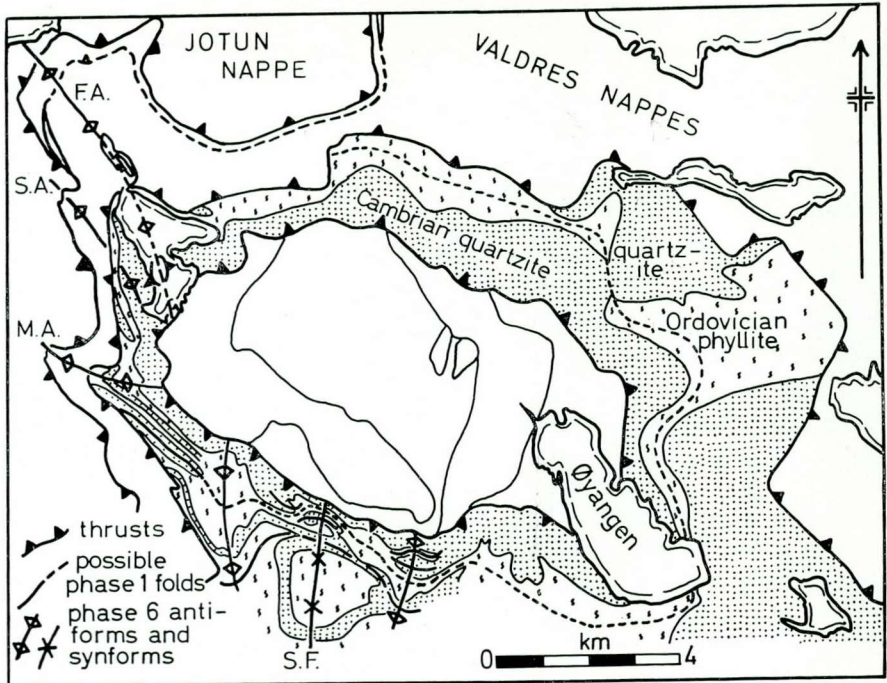 JOTUN
NAPPE
VALDRES NAPPES
F.A.
S.A.
M.A.
Cambrian quartzite
quartz-
ite
Ordovician
phyllite
Øyangen
thrusts
possible
phase 1 folds
phase 6 anti-
forms and
synforms
S.F.
km
0 4